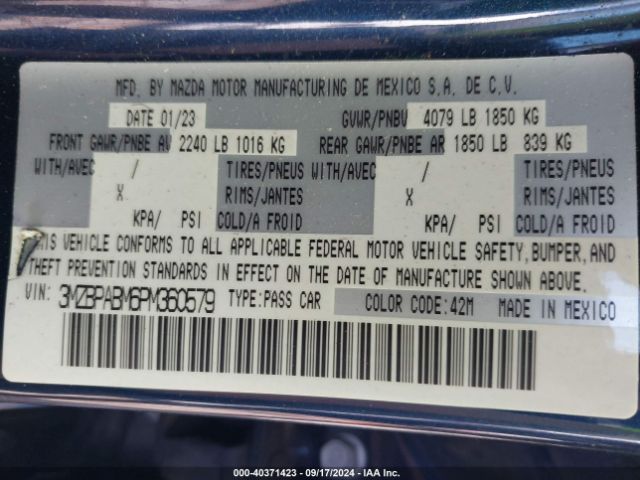 MFD. BY MAZDA MOTOR MANUFACTURING DE MEXICO S.A. DE C.V.
DATE 01/23 GVWR/PNBV 4079 LB 1850 KG
FRONT GAWR/PNBE AV 2240 LB 1016 KG REAR GAWR/PNBE AR 1850 LB 839 KG
WITH/AVEC / TIRES/PNEUS WITH/AVEC / TIRES/PNEUS
X RIMS/JANTES X RIMS/JANTES
KPA/ PSI COLD/A FROID KPA/ PSI COLD/A FROID
THIS VEHICLE CONFORMS TO ALL APPLICABLE FEDERAL MOTOR VEHICLE SAFETY, BUMPER, AND
THEFT PREVENTION STANDARDS IN EFFECT ON THE DATE OF MANUFACTURE SHOWN ABOVE.
VIN: 3MZBPABM6PM360579 TYPE:PASS CAR COLOR CODE:42M MADE IN MEXICO
000-40371423 - 09/17/2024 - IAA Inc.